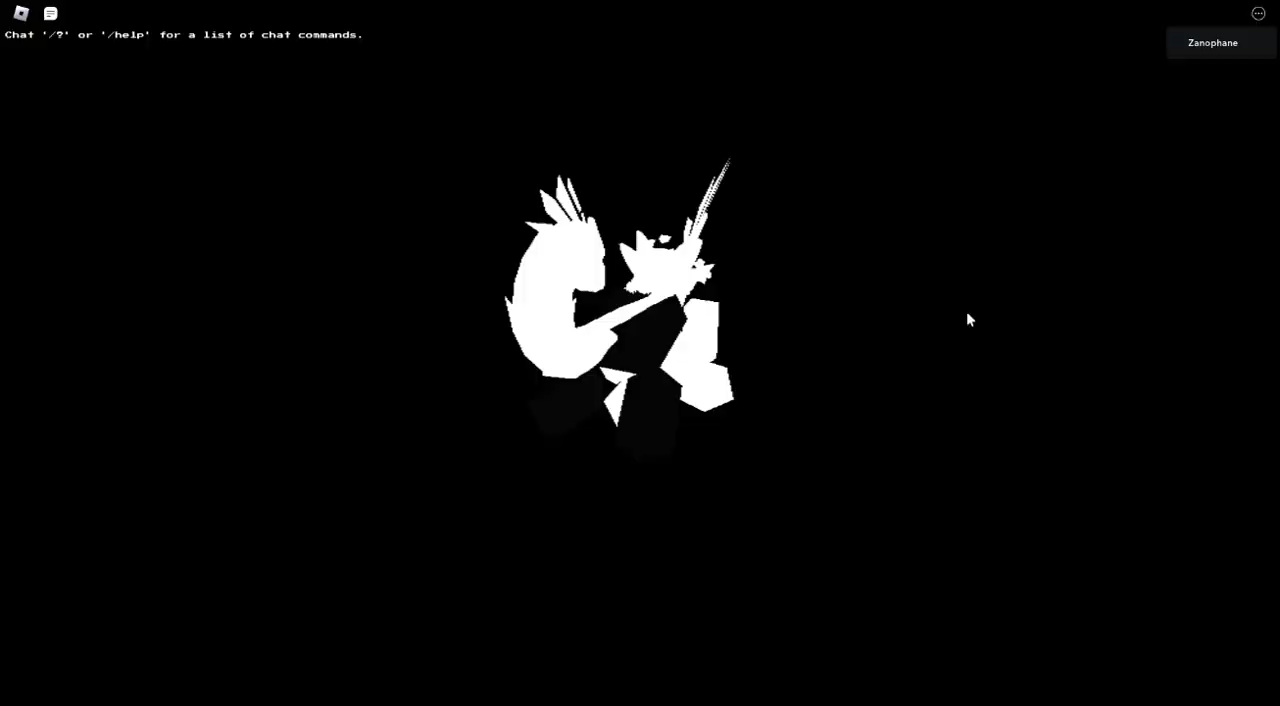 Chat '/?' or '/help' for a list of chat commands.
Zanophane